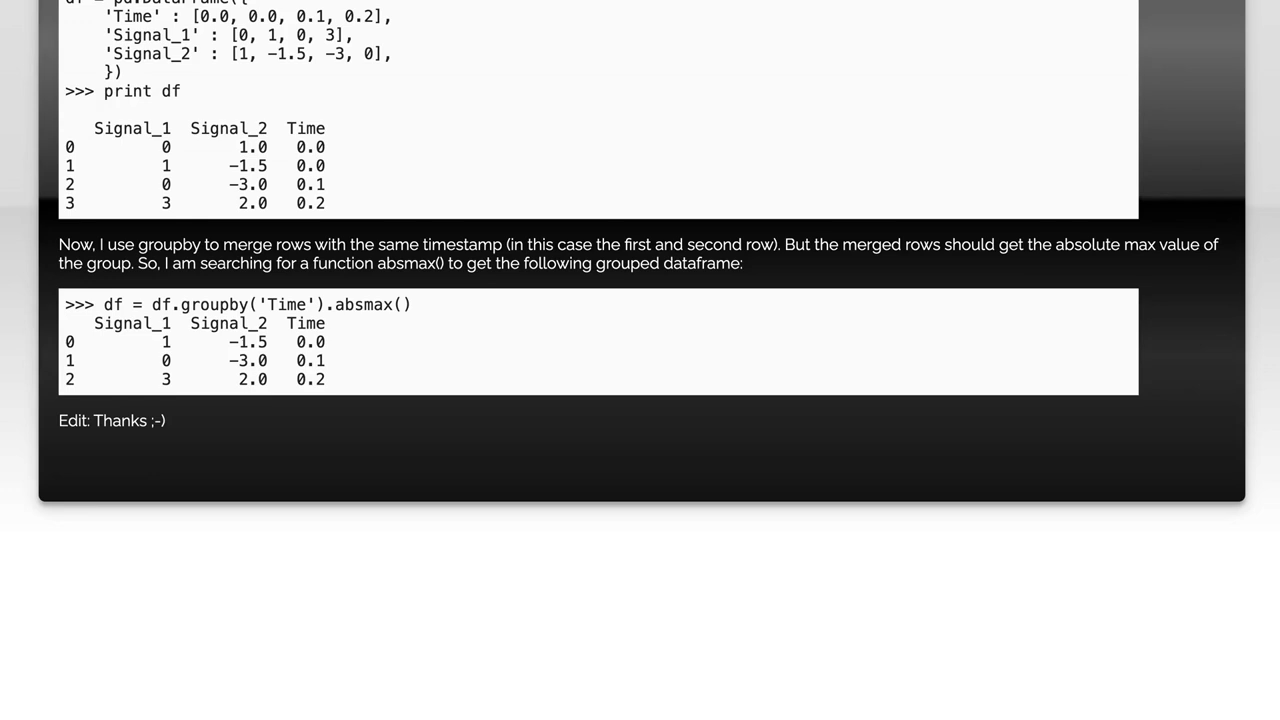 df = pd.DataFrame({
'Time' : [0.0, 0.0, 0.1, 0.2],
'Signal_1' : [0, 1, 0, 3],
'Signal_2' : [1, -1.5, -3, 0],
})
>>> print df
Signal_1 Signal_2 Time
0 0 1.0 0.0
1 1 -1.5 0.0
2 0 -3.0 0.1
3 3 2.0 0.2
Now, I use groupby to merge rows with the same timestamp (in this case the first and second row). But the merged rows should get the absolute max value of
the group. So, I am searching for a function absmax() to get the following grouped dataframe:
>>> df = df.groupby('Time').absmax()
Signal_1 Signal_2 Time
0 1 -1.5 0.0
1 0 -3.0 0.1
2 3 2.0 0.2
Edit: Thanks ;-)